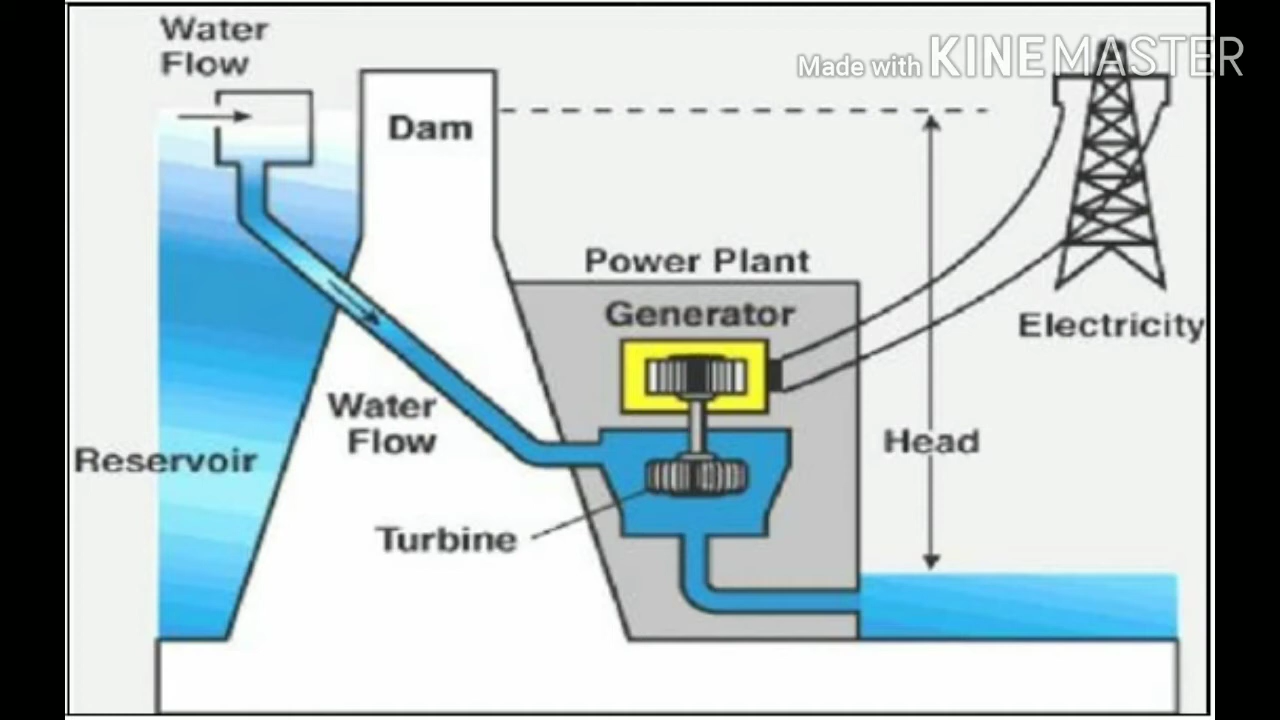 Water
Flow
Made with KINEMASTER
Dam
Power Plant
Generator
Electricity
Water
Flow
Head
Reservoir
Turbine